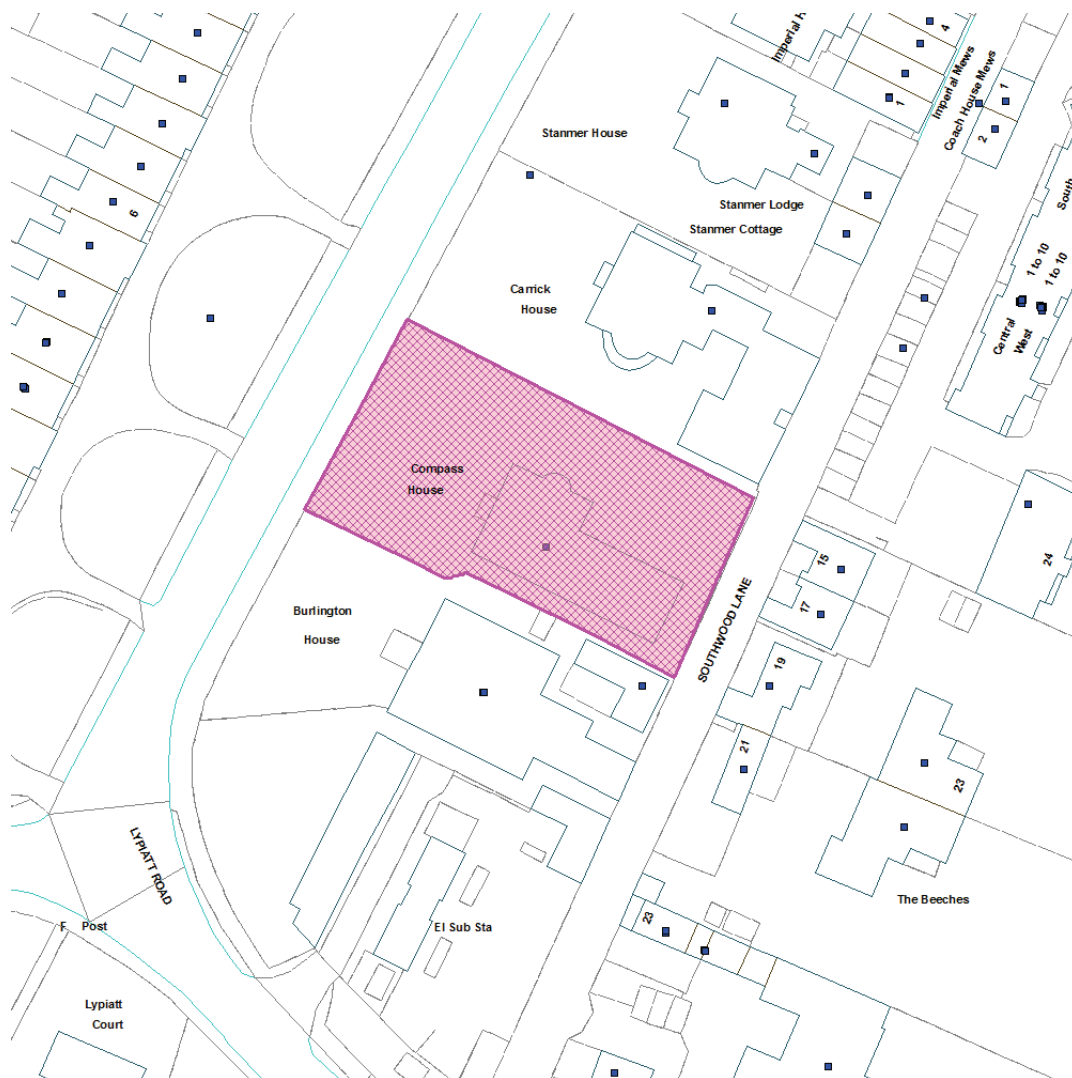 Imperial H
4
Imperial Mews
Coach House Mews
1
1
2
Stanmer House
South
Stanmer Lodge
Stanmer Cottage
6
1 to 10
1 to 10
Carrick
House
Central
West
Compass
House
15
24
17
SOUTHWOOD LANE
Burlington
House
19
21
23
LYPIATT ROAD
The Beeches
23
F Post
El Sub Sta
Lypiatt
Court